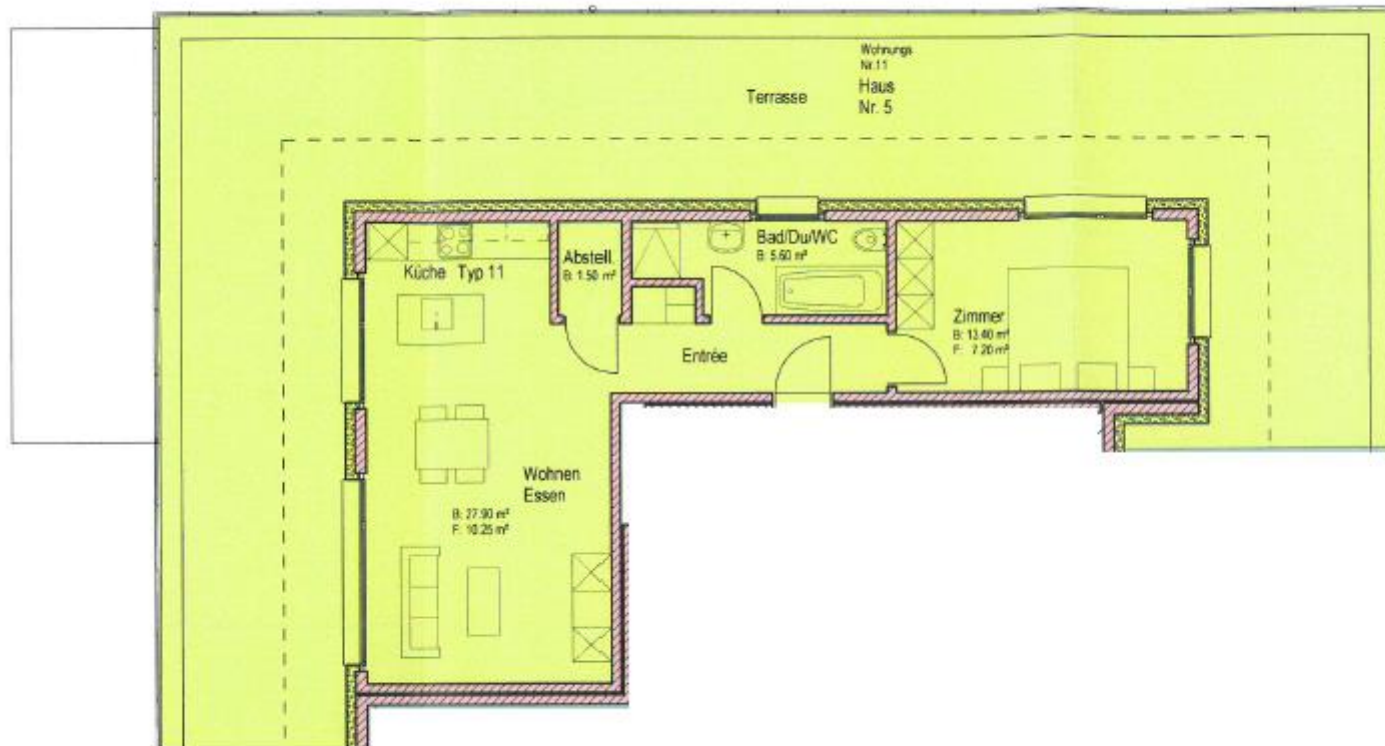 Wohnungs
Nr.11
Haus
Nr. 5
Terrasse
Küche Typ 11
Abstell.
B: 1.50 m²
Bad/Du/WC
B: 5.60 m²
Zimmer
B: 13.40 m²
F: 7.20 m²
Entrée
Wohnen
Essen
B: 27.90 m²
F: 10.25 m²